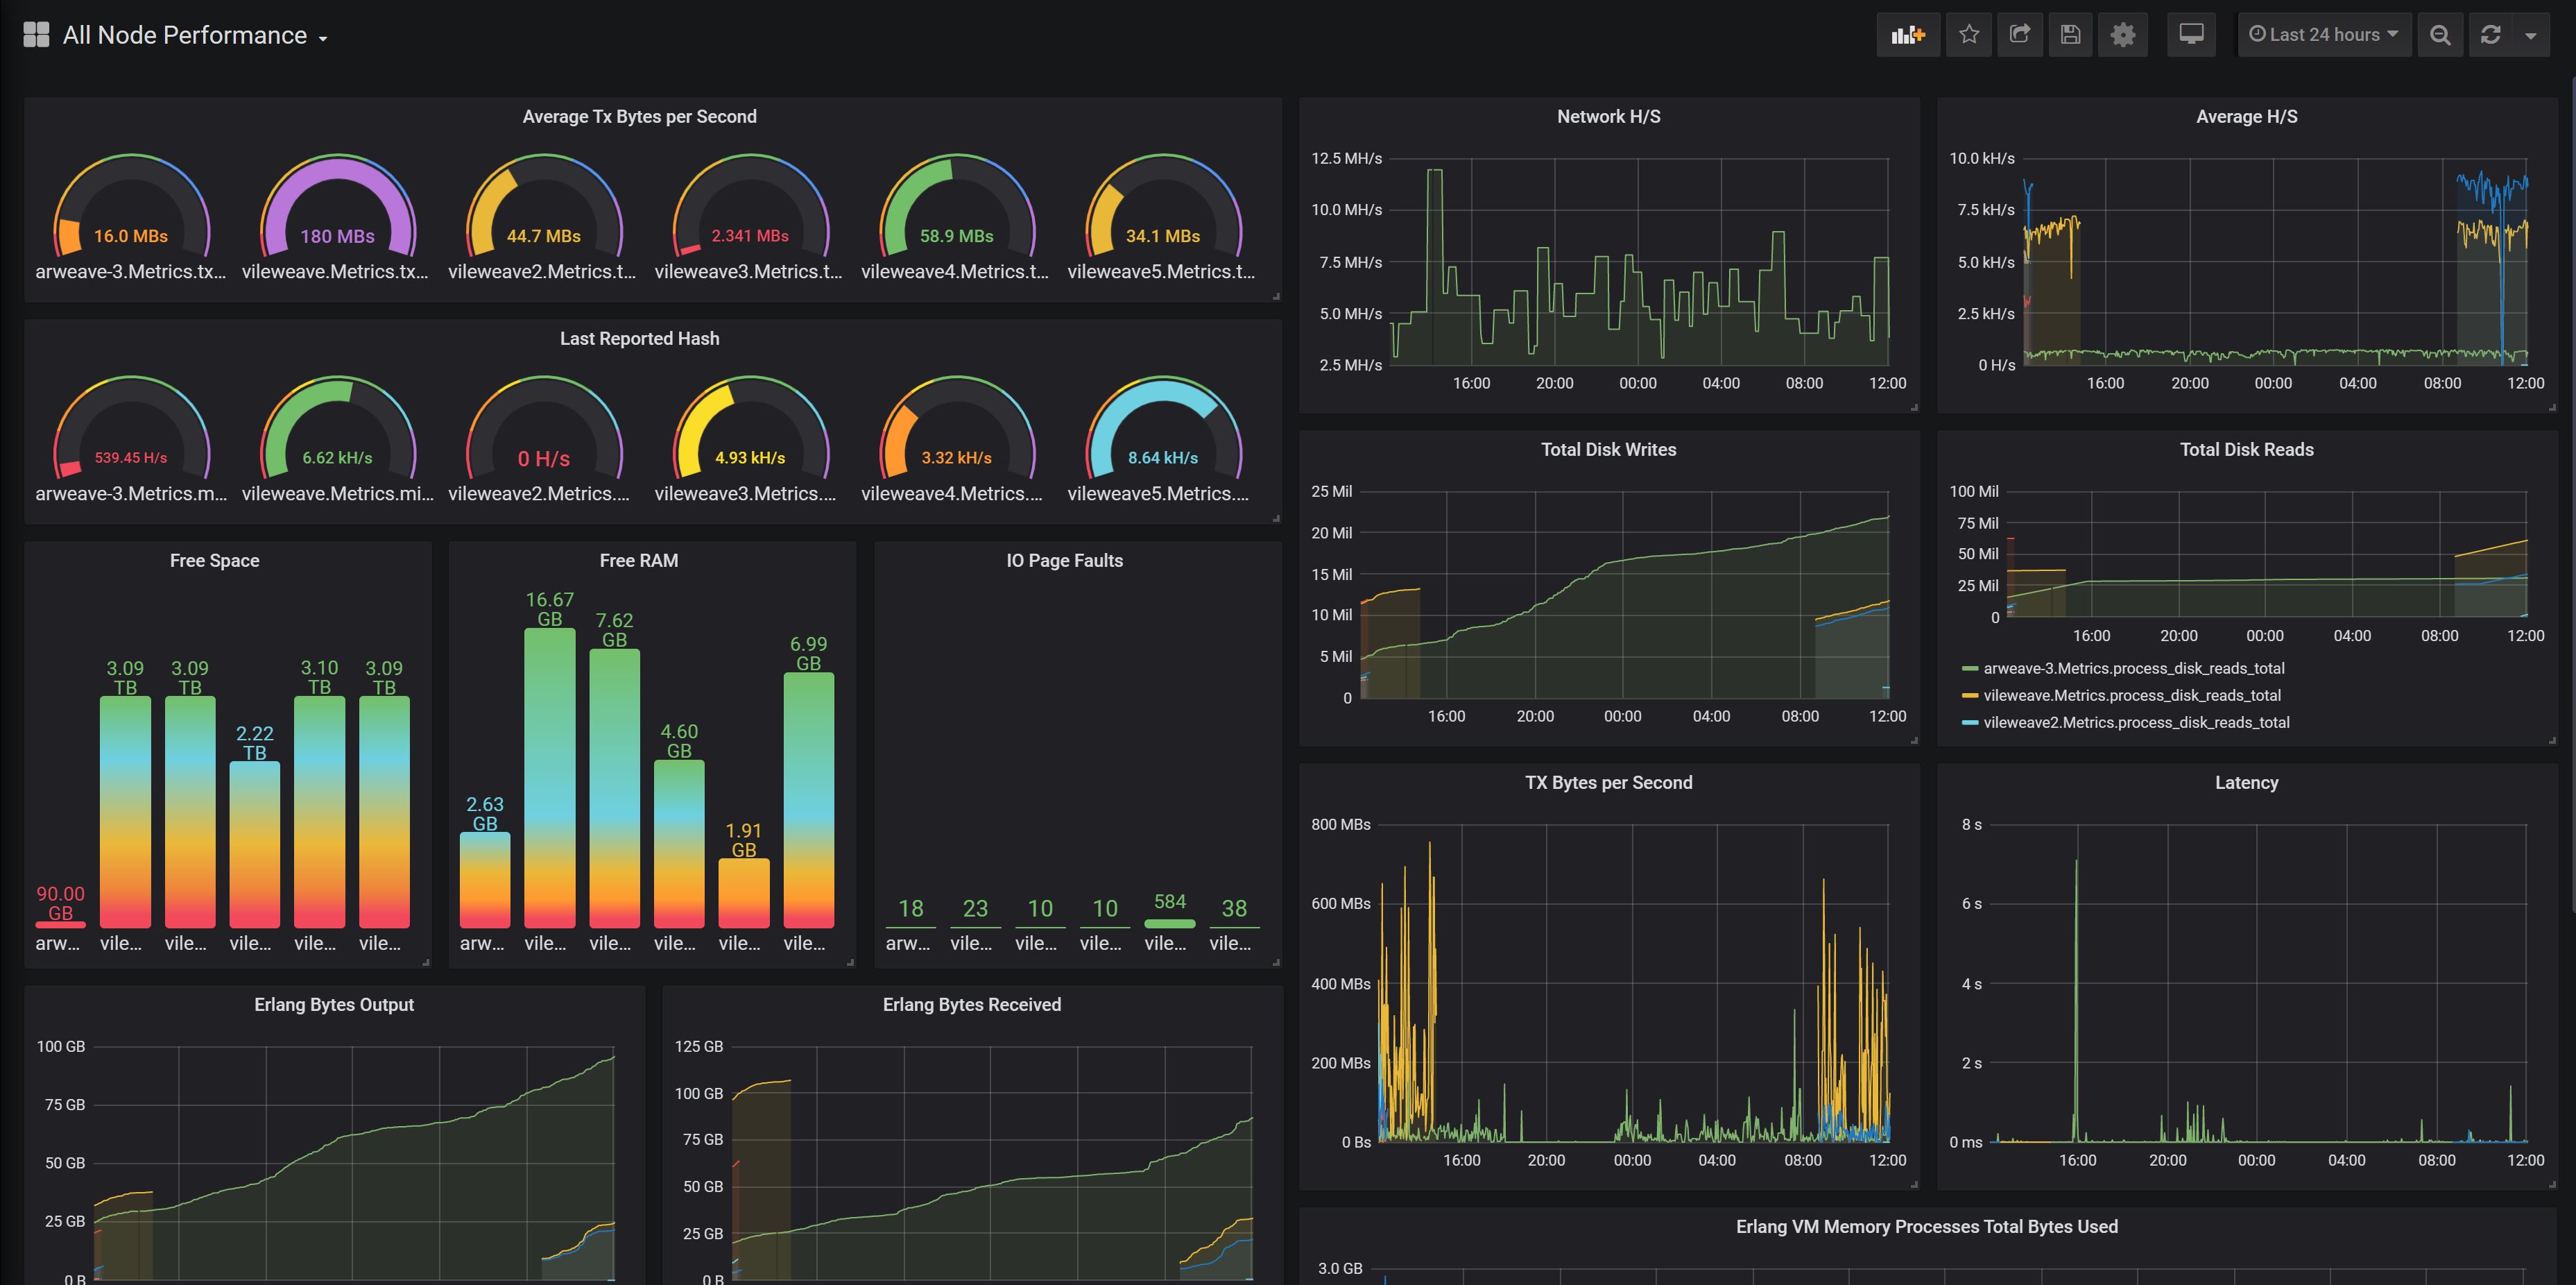 All Node Performance
Last 24 hours
Average Tx Bytes per Second
16.0 MBs
180 MBs
44.7 MBs
2.341 MBs
58.9 MBs
34.1 MBs
arweave-3.Metrics.tx...
vileweave.Metrics.tx...
vileweave2.Metrics.t...
vileweave3.Metrics.t...
vileweave4.Metrics.t...
vileweave5.Metrics.t...
Last Reported Hash
539.45 H/s
6.62 kH/s
0 H/s
4.93 kH/s
3.32 kH/s
8.64 kH/s
arweave-3.Metrics.m...
vileweave.Metrics.mi...
vileweave2.Metrics....
vileweave3.Metrics....
vileweave4.Metrics....
vileweave5.Metrics....
Free Space
90.00
GB
3.09
TB
3.09
TB
2.22
TB
3.10
TB
3.09
TB
arw...
vile...
vile...
vile...
vile...
vile...
Free RAM
2.63
GB
16.67
GB
7.62
GB
4.60
GB
1.91
GB
6.99
GB
arw...
vile...
vile...
vile...
vile...
vile...
IO Page Faults
18
23
10
10
584
38
arw...
vile...
vile...
vile...
vile...
vile...
Erlang Bytes Output
100 GB
75 GB
50 GB
25 GB
0 B
Erlang Bytes Received
125 GB
100 GB
75 GB
50 GB
25 GB
0 B
Network H/S
12.5 MH/s
10.0 MH/s
7.5 MH/s
5.0 MH/s
2.5 MH/s
16:00
20:00
00:00
04:00
08:00
12:00
Average H/S
10.0 kH/s
7.5 kH/s
5.0 kH/s
2.5 kH/s
0 H/s
16:00
20:00
00:00
04:00
08:00
12:00
Total Disk Writes
25 Mil
20 Mil
15 Mil
10 Mil
5 Mil
0
16:00
20:00
00:00
04:00
08:00
12:00
Total Disk Reads
100 Mil
75 Mil
50 Mil
25 Mil
0
16:00
20:00
00:00
04:00
08:00
12:00
arweave-3.Metrics.process_disk_reads_total
vileweave.Metrics.process_disk_reads_total
vileweave2.Metrics.process_disk_reads_total
TX Bytes per Second
800 MBs
600 MBs
400 MBs
200 MBs
0 Bs
16:00
20:00
00:00
04:00
08:00
12:00
Latency
8 s
6 s
4 s
2 s
0 ms
16:00
20:00
00:00
04:00
08:00
12:00
Erlang VM Memory Processes Total Bytes Used
3.0 GB